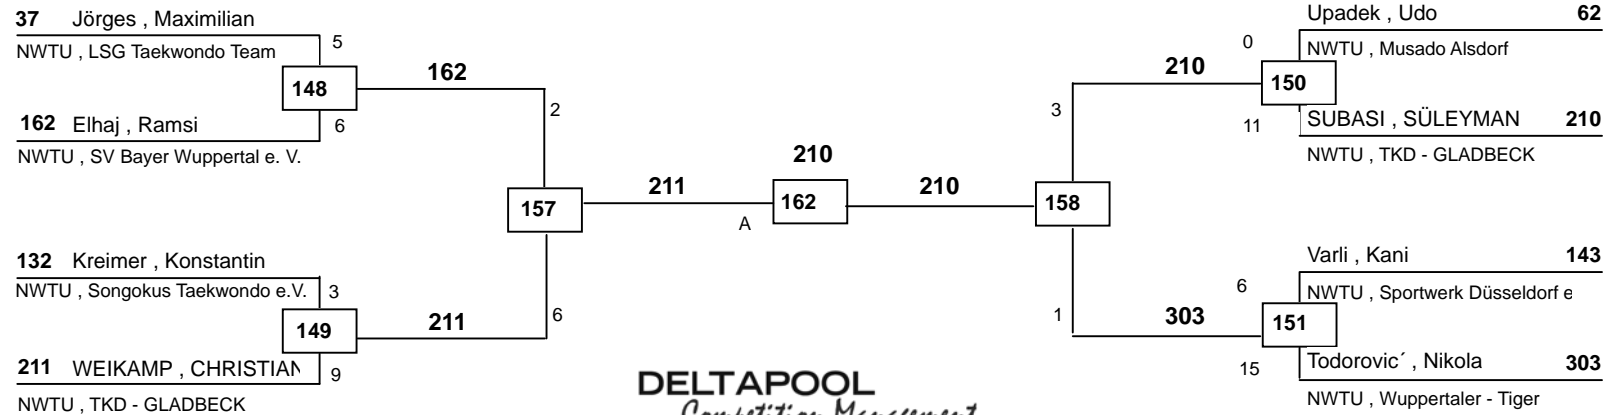 37 Jörges , Maximilian
NWTU , LSG Taekwondo Team
5
148
162
6
162 Elhaj , Ramsi
NWTU , SV Bayer Wuppertal e. V.
2
157
211
132 Kreimer , Konstantin
NWTU , Songokus Taekwondo e.V.
3
149
211
6
9
211 WEIKAMP , CHRISTIAN
NWTU , TKD - GLADBECK
210
162
A
210
158
Upadek , Udo 62
NWTU , Musado Alsdorf
0
210
150
3
11
SUBASI , SÜLEYMAN 210
NWTU , TKD - GLADBECK
Varli , Kani 143
NWTU , Sportwerk Düsseldorf e
6
1
303
151
15
Todorovic´ , Nikola 303
NWTU , Wuppertaler - Tiger
DELTAPOOL
Competition Management